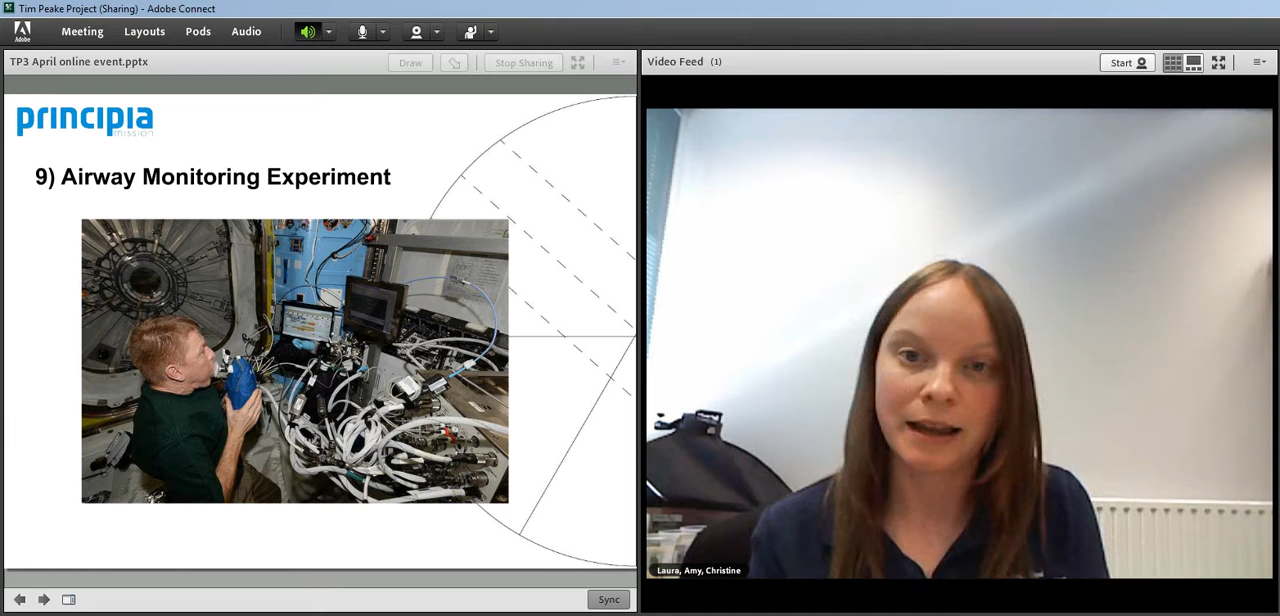 Tim Peake Project (Sharing) - Adobe Connect
Adobe
Meeting
Layouts
Pods
Audio
TP3 April online event.pptx
Draw
Stop Sharing
Video Feed (1)
Start
principia
mission
9) Airway Monitoring Experiment
Laura, Amy, Christine
Sync